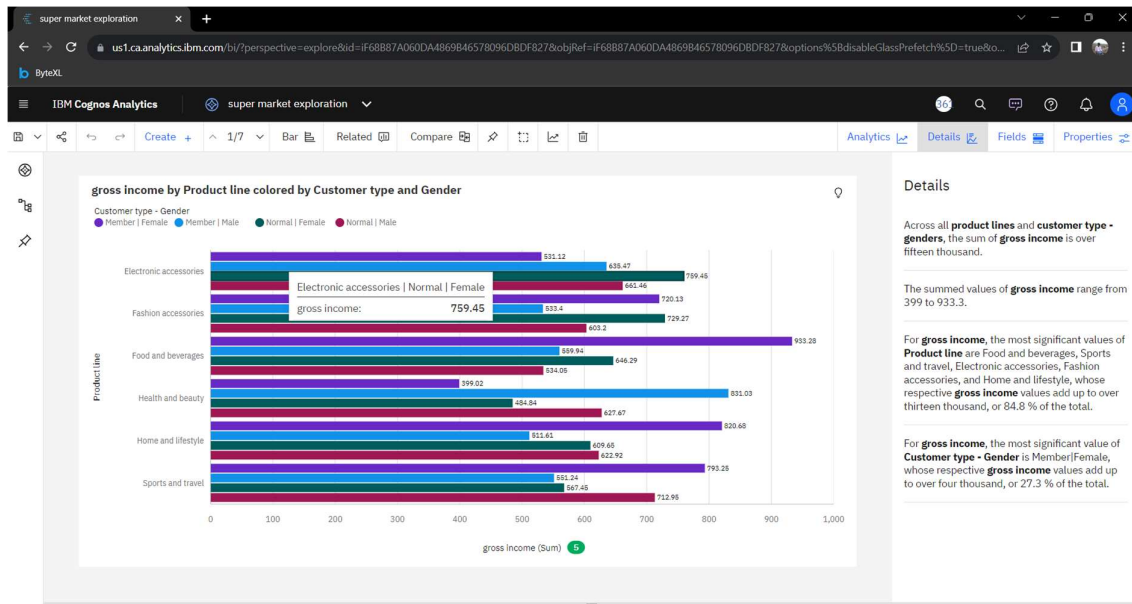 super market exploration
us1.ca.analytics.ibm.com/bi/?perspective=explore&id=iF68B87A060DA4869B46578096DBDF827&objRef=iF68B87A060DA4869B46578096DBDF827&options%5BdisableGlassPrefetch%5D=true&o...
ByteXL
IBM Cognos Analytics
super market exploration
361
Create +
1/7
Bar
Related
Compare
Analytics
Details
Fields
Properties
gross income by Product line colored by Customer type and Gender
Customer type - Gender
Member | Female
Member | Male
Normal | Female
Normal | Male
Product line
Electronic accessories
531.12
635.47
759.45
661.46
Electronic accessories | Normal | Female
gross income: 759.45
Fashion accessories
720.13
533.4
729.27
603.2
Food and beverages
933.28
559.94
646.29
534.05
Health and beauty
399.02
831.03
484.84
627.67
Home and lifestyle
820.68
511.61
609.65
622.92
Sports and travel
793.25
551.24
567.45
712.95
0 100 200 300 400 500 600 700 800 900 1,000
gross income (Sum) 5
Details
Across all product lines and customer type -
genders, the sum of gross income is over
fifteen thousand.
The summed values of gross income range from
399 to 933.3.
For gross income, the most significant values of
Product line are Food and beverages, Sports
and travel, Electronic accessories, Fashion
accessories, and Home and lifestyle, whose
respective gross income values add up to over
thirteen thousand, or 84.8 % of the total.
For gross income, the most significant value of
Customer type - Gender is Member|Female,
whose respective gross income values add up
to over four thousand, or 27.3 % of the total.